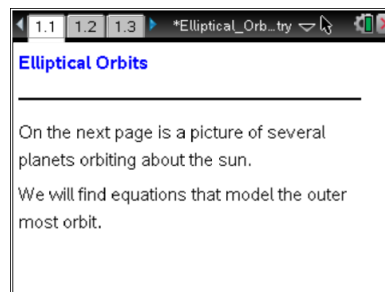 1.1 1.2 1.3 *Elliptical_Orb...try
Elliptical Orbits
On the next page is a picture of several
planets orbiting about the sun.
We will find equations that model the outer
most orbit.